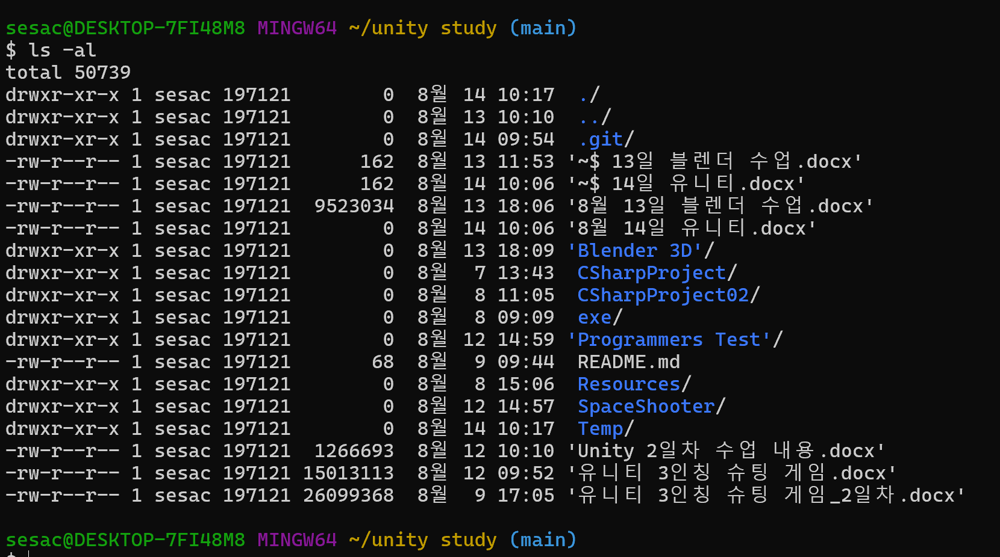 sesac@DESKTOP-7FI48M8 MINGW64 ~/unity study (main)
$ ls -al
total 50739
drwxr-xr-x 1 sesac 197121        0  8월 14 10:17  ./
drwxr-xr-x 1 sesac 197121        0  8월 13 10:10  ../
drwxr-xr-x 1 sesac 197121        0  8월 14 09:54  .git/
-rw-r--r-- 1 sesac 197121      162  8월 13 11:53 '~$ 13일 블렌더 수업.docx'
-rw-r--r-- 1 sesac 197121      162  8월 14 10:06 '~$ 14일 유니티.docx'
-rw-r--r-- 1 sesac 197121  9523034  8월 13 18:06 '8월 13일 블렌더 수업.docx'
-rw-r--r-- 1 sesac 197121        0  8월 14 10:06 '8월 14일 유니티.docx'
drwxr-xr-x 1 sesac 197121        0  8월 13 18:09 'Blender 3D'/
drwxr-xr-x 1 sesac 197121        0  8월  7 13:43  CSharpProject/
drwxr-xr-x 1 sesac 197121        0  8월  8 11:05  CSharpProject02/
drwxr-xr-x 1 sesac 197121        0  8월  8 09:09  exe/
drwxr-xr-x 1 sesac 197121        0  8월 12 14:59 'Programmers Test'/
-rw-r--r-- 1 sesac 197121       68  8월  9 09:44  README.md
drwxr-xr-x 1 sesac 197121        0  8월  8 15:06  Resources/
drwxr-xr-x 1 sesac 197121        0  8월 12 14:57  SpaceShooter/
drwxr-xr-x 1 sesac 197121        0  8월 14 10:17  Temp/
-rw-r--r-- 1 sesac 197121  1266693  8월 12 10:10 'Unity 2일차 수업 내용.docx'
-rw-r--r-- 1 sesac 197121 15013113  8월 12 09:52 '유니티 3인칭 슈팅 게임.docx'
-rw-r--r-- 1 sesac 197121 26099368  8월  9 17:05 '유니티 3인칭 슈팅 게임_2일차.docx'
sesac@DESKTOP-7FI48M8 MINGW64 ~/unity study (main)
$